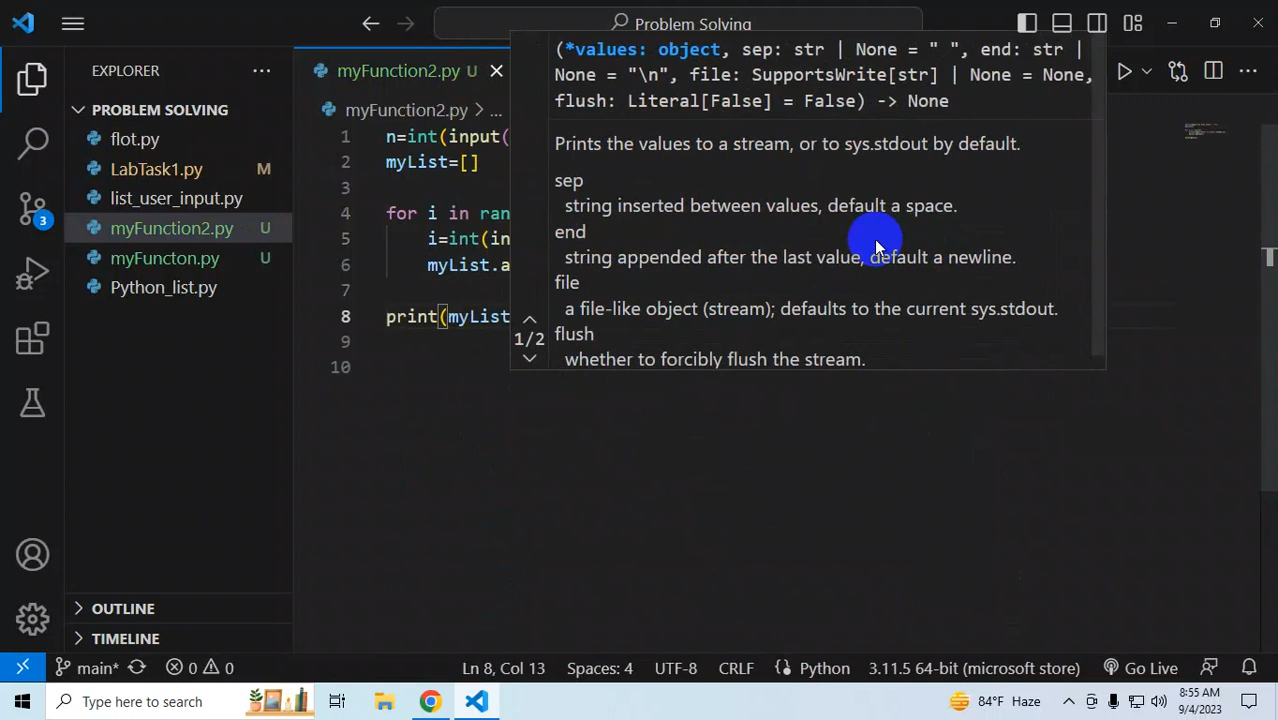 Problem Solving
EXPLORER
PROBLEM SOLVING
flot.py
LabTask1.py M
list_user_input.py
myFunction2.py U
myFuncton.py U
Python_list.py
OUTLINE
TIMELINE
3
myFunction2.py U
myFunction2.py > ...
1 n=int(input(
2 myList=[]
3
4 for i in ran
5 i=int(in
6 myList.a
7
8 print(myList
9
10
(*values: object, sep: str | None = " ", end: str |
None = "\n", file: SupportsWrite[str] | None = None,
flush: Literal[False] = False) -> None
Prints the values to a stream, or to sys.stdout by default.
sep
string inserted between values, default a space.
end
string appended after the last value, default a newline.
file
a file-like object (stream); defaults to the current sys.stdout.
flush
whether to forcibly flush the stream.
1/2
main* 0 0 Ln 8, Col 13 Spaces: 4 UTF-8 CRLF Python 3.11.5 64-bit (microsoft store) Go Live
Type here to search 84°F Haze 8:55 AM
9/4/2023